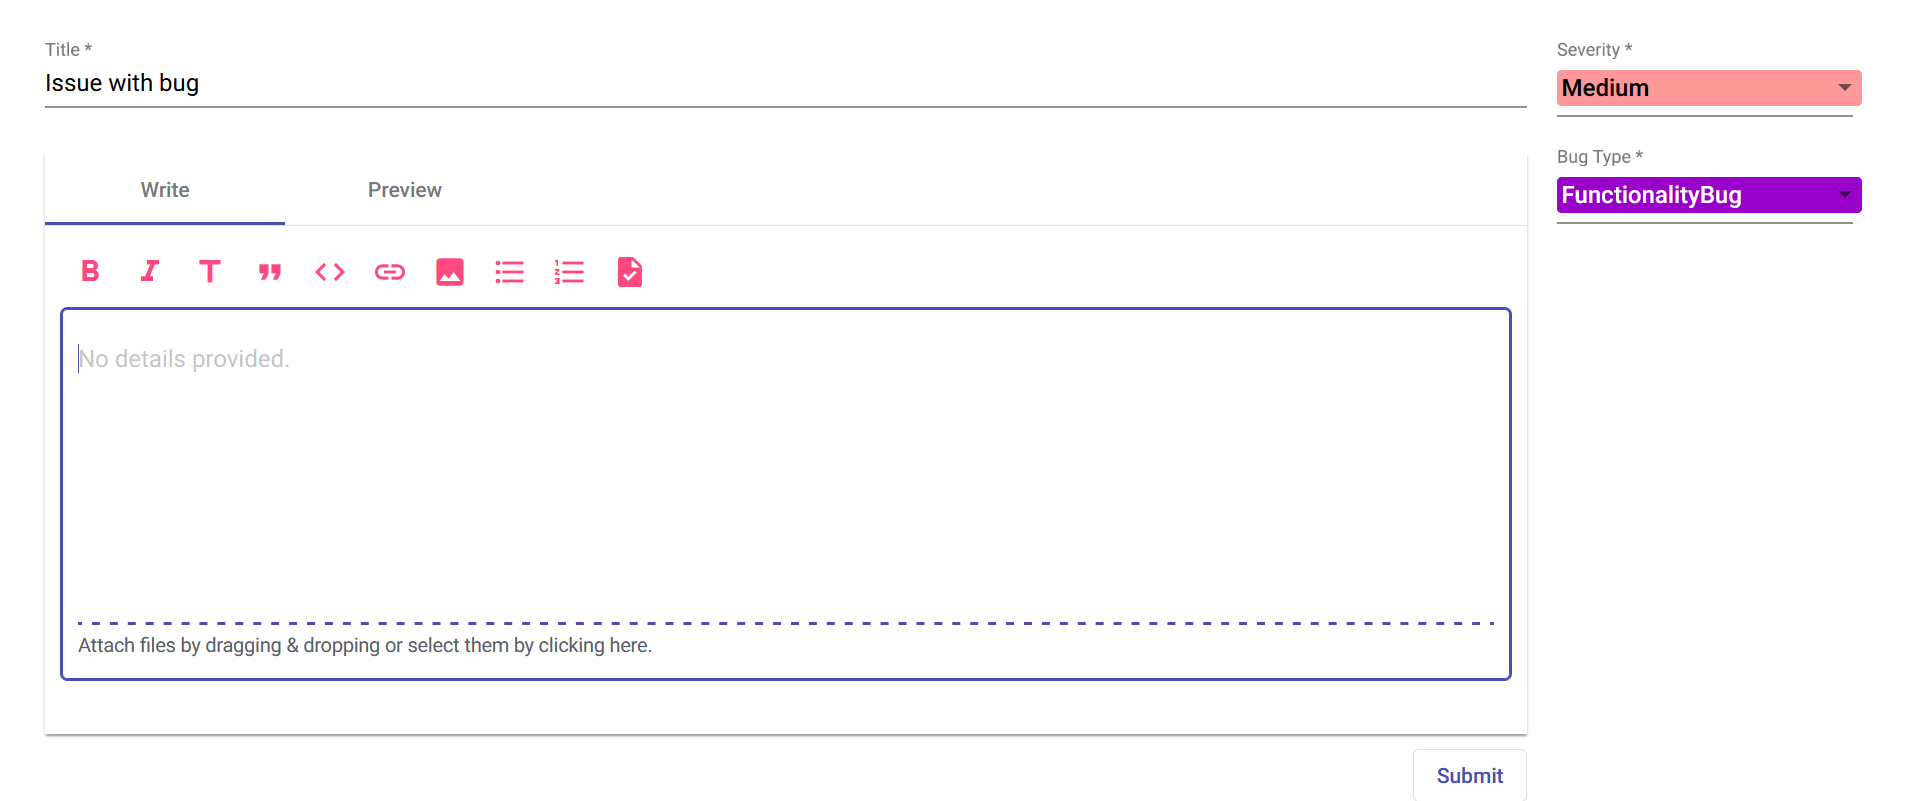 Title *
Issue with bug
Severity *
Medium
Bug Type *
FunctionalityBug
Write
Preview
No details provided.
Attach files by dragging & dropping or select them by clicking here.
Submit